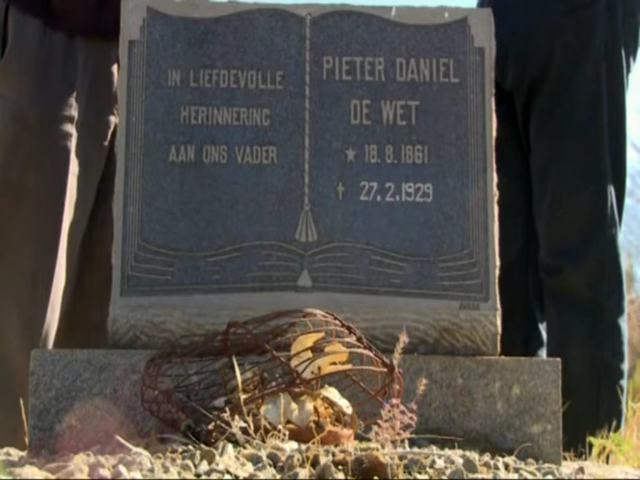 IN LIEFDEVOLLE
HERINNERING
AAN ONS VADER
PIETER DANIEL
DE WET
★ 18.8.1861
† 27.2.1929